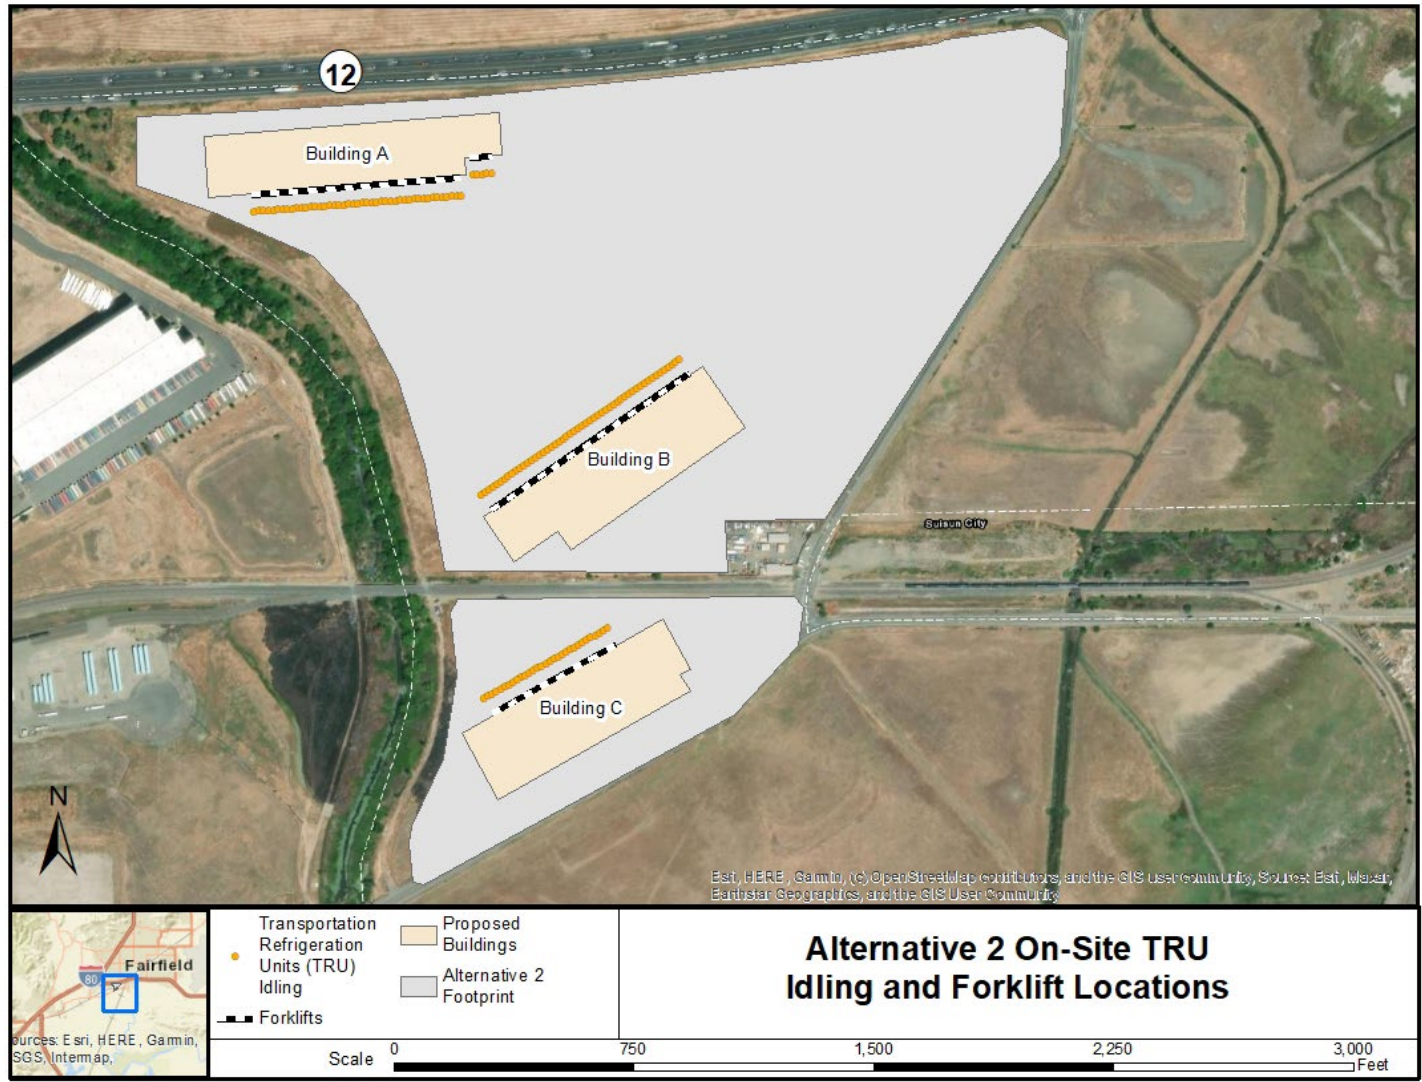 12
Building A
Building B
Suisun City
Building C
N
Esri, HERE, Garmin, (c) OpenStreetMap contributors, and the GIS user community, Source: Esri, Maxar,
Earthstar Geographics, and the GIS User Community
80
Fairfield
ources: Esri, HERE, Garmin,
SGS, Intermap,
Transportation
Refrigeration
Units (TRU)
Idling
Forklifts
Proposed
Buildings
Alternative 2
Footprint
Alternative 2 On-Site TRU
Idling and Forklift Locations
Scale
0 750 1,500 2,250 3,000
Feet